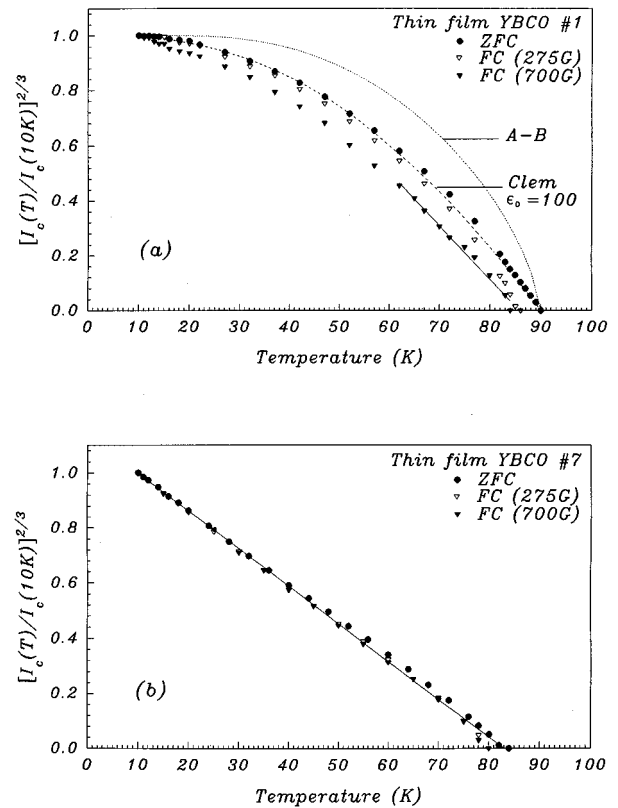 Thin film YBCO #1
ZFC
FC (275G)
FC (700G)
A-B
Clem
ϵ₀=100
(a)
[I_c(T)/I_c(10K)]^2/3
1.0
0.8
0.6
0.4
0.2
0.0
0 10 20 30 40 50 60 70 80 90 100
Temperature (K)
Thin film YBCO #7
ZFC
FC (275G)
FC (700G)
(b)
[I_c(T)/I_c(10K)]^2/3
1.0
0.8
0.6
0.4
0.2
0.0
0 10 20 30 40 50 60 70 80 90 100
Temperature (K)